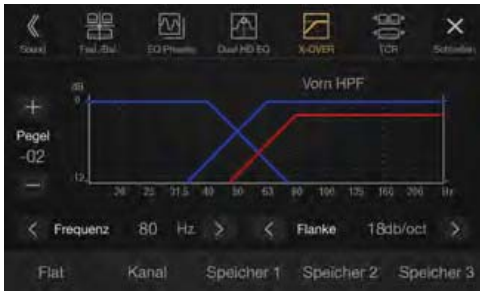 Sound Fad./Bal. EQ Presets Dual HD EQ X-OVER TCR Schließen
Vorn HPF
dB
0
Pegel
-02
-12
20 25 31.5 40 50 63 80 100 125 160 200 Hz
Frequenz 80 Hz Flanke 18db/oct
Flat Kanal Speicher 1 Speicher 2 Speicher 3